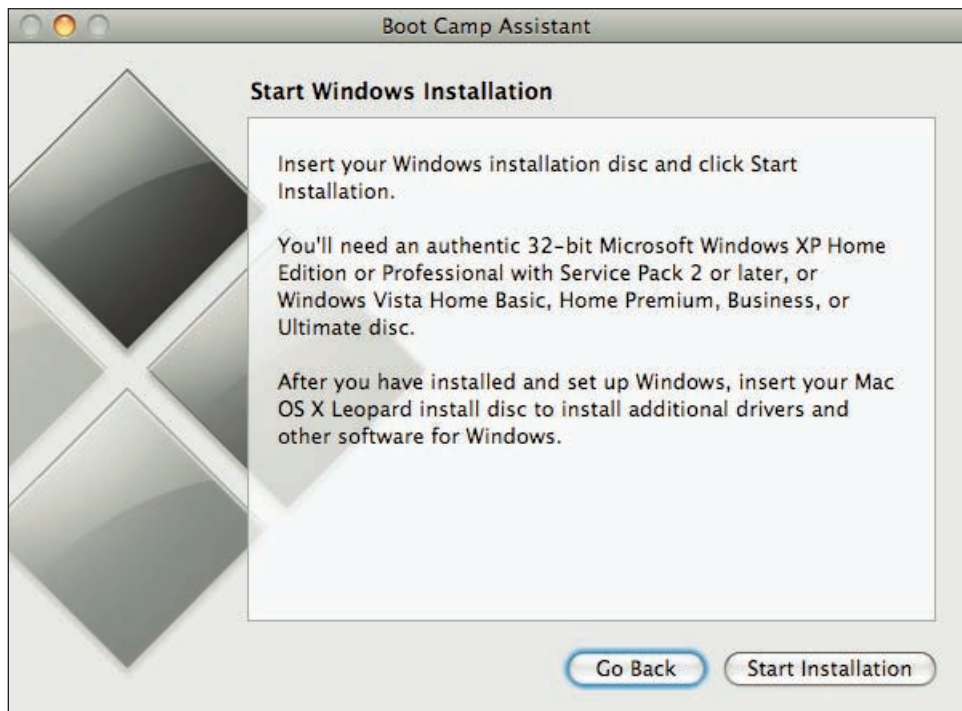 Boot Camp Assistant
Start Windows Installation
Insert your Windows installation disc and click Start
Installation.
You'll need an authentic 32-bit Microsoft Windows XP Home
Edition or Professional with Service Pack 2 or later, or
Windows Vista Home Basic, Home Premium, Business, or
Ultimate disc.
After you have installed and set up Windows, insert your Mac
OS X Leopard install disc to install additional drivers and
other software for Windows.
Go Back
Start Installation